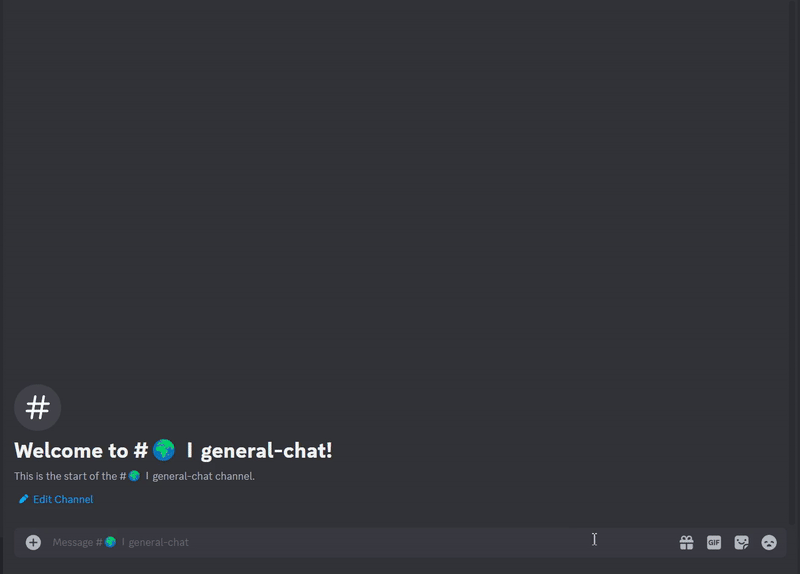 Welcome to #🌍 | general-chat!
This is the start of the #🌍 | general-chat channel.
Edit Channel
Message #🌍 | general-chat
GIF